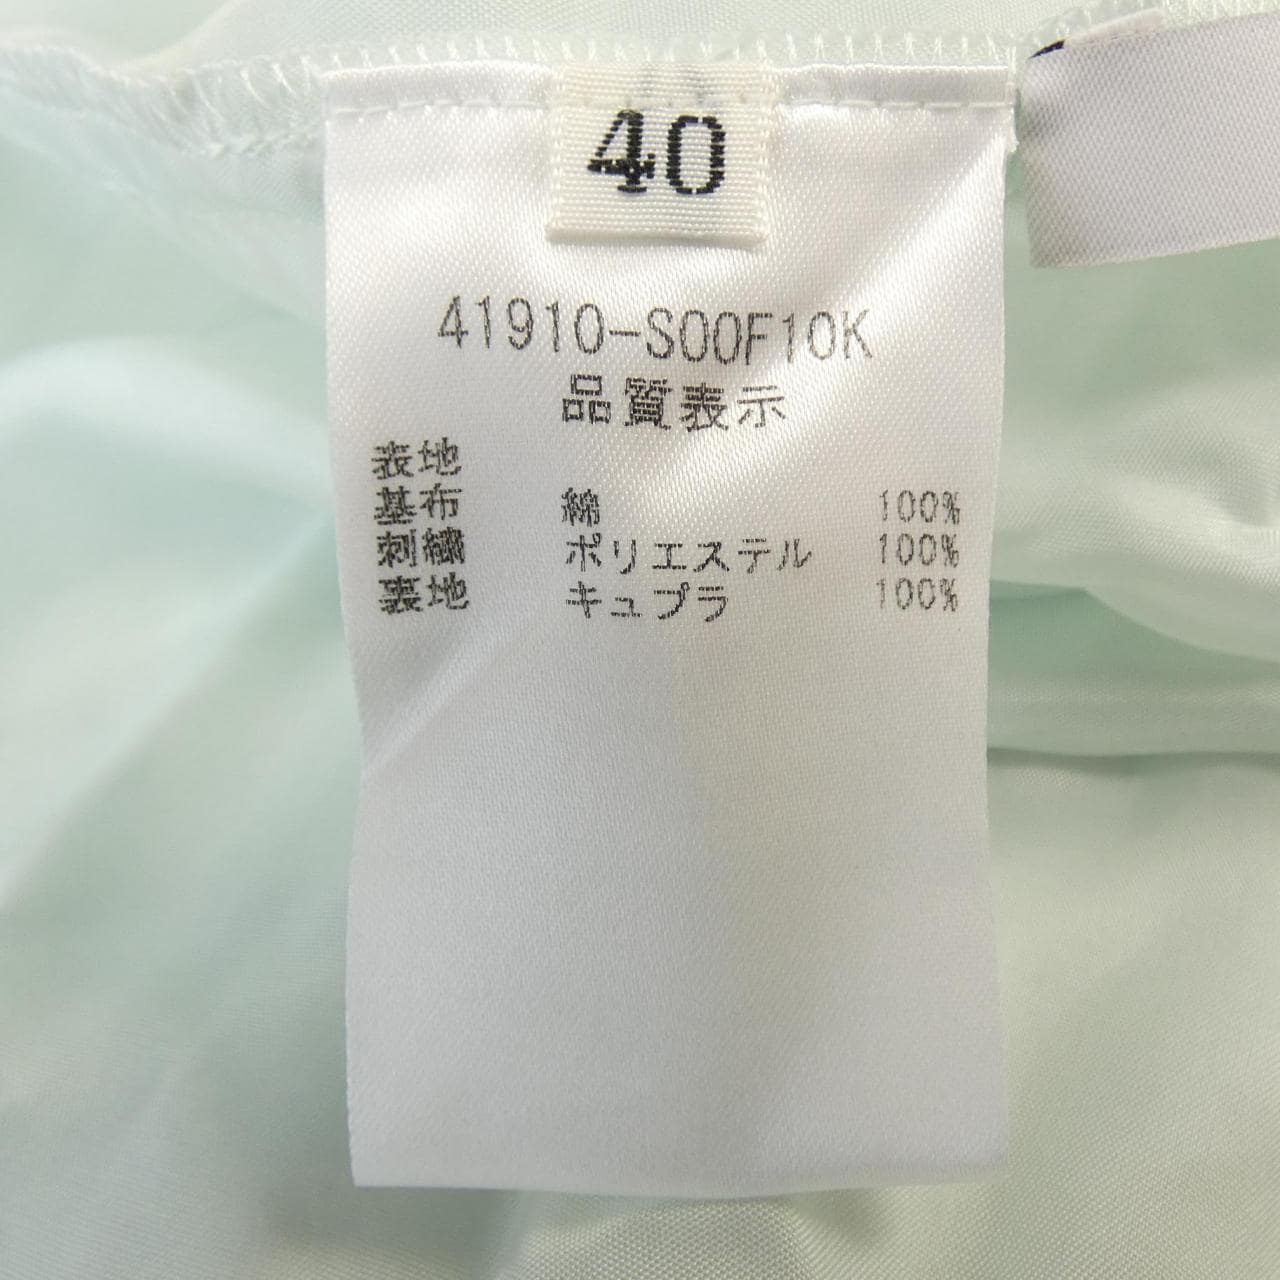 40
41910-S00F10K
品質表示
表地
基布 綿 100%
刺繍 ポリエステル 100%
裏地 キュプラ 100%